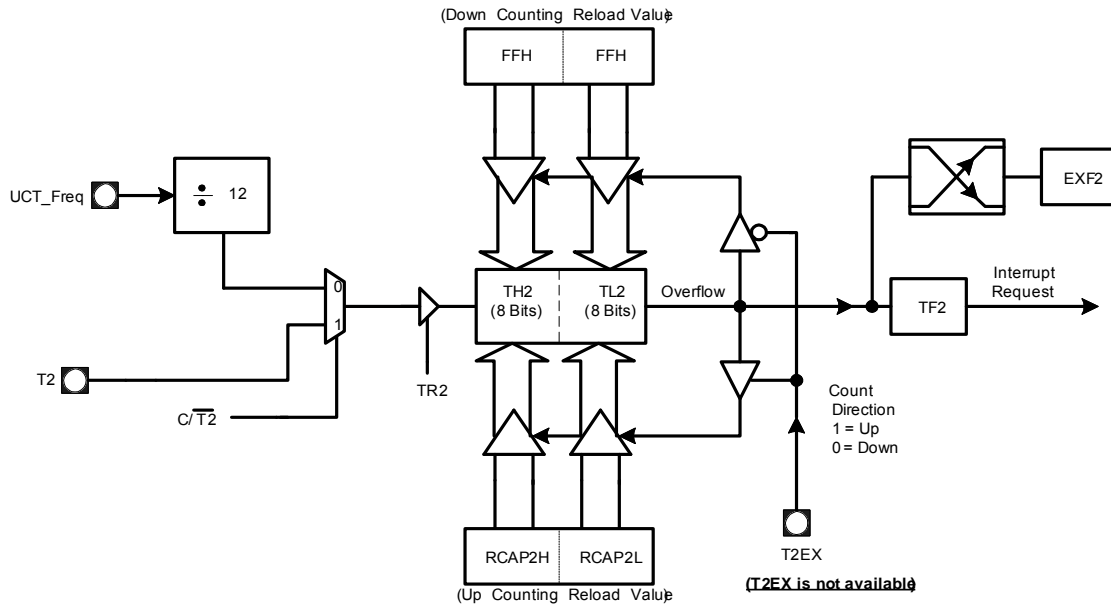 (Down Counting Reload Value)
FFH FFH
UCT_Freq
÷ 12
EXF2
0
TH2 TL2
(8 Bits) (8 Bits)
Overflow
Interrupt
Request
TF2
1
T2
TR2
C/T2
Count
Direction
1 = Up
0 = Down
RCAP2H RCAP2L
T2EX
(Up Counting Reload Value)
(T2EX is not available)